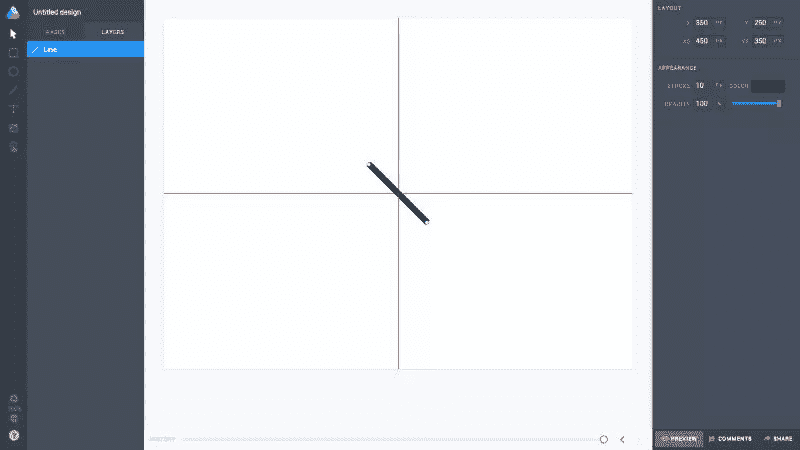 Untitled design
PAGES
LAYERS
Line
LAYOUT
X 350 PX
Y 250 PX
X2 450 PX
Y2 350 PX
APPEARANCE
STROKE 10 PX
COLOR
OPACITY 100 %
PREVIEW
COMMENTS
SHARE